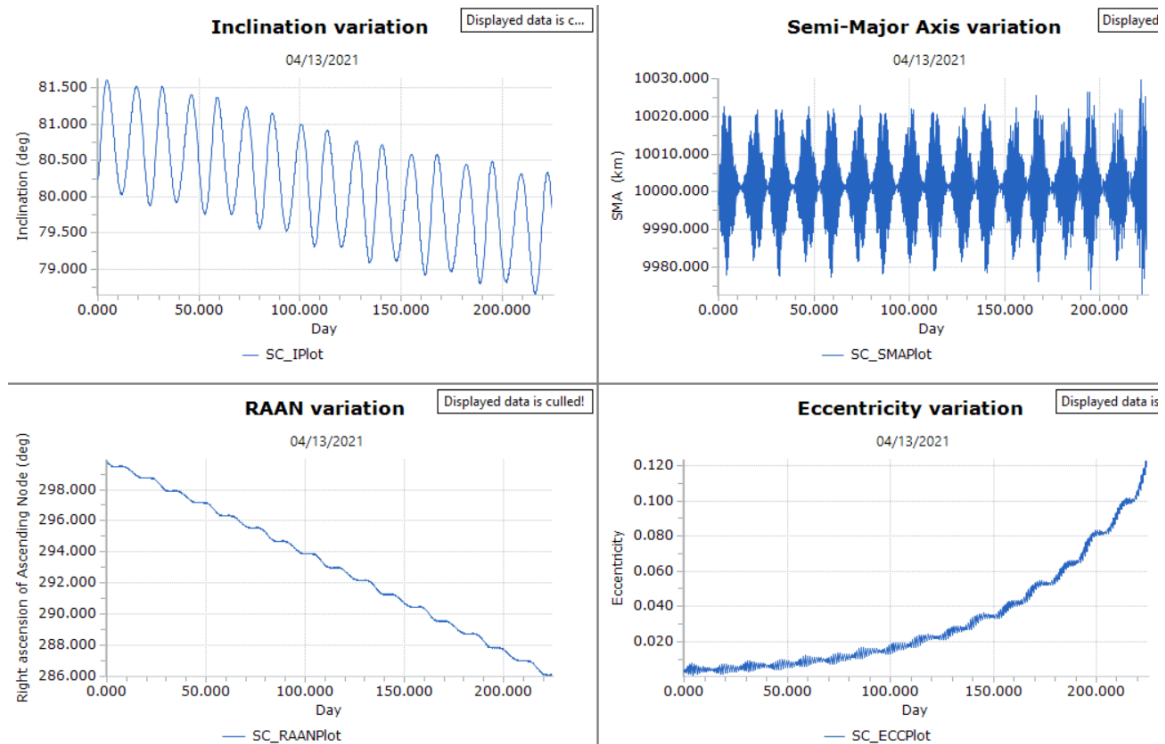 Inclination variation
Displayed data is c...
04/13/2021
Inclination (deg)
81.500
81.000
80.500
80.000
79.500
79.000
0.000 50.000 100.000 150.000 200.000
Day
SC_IPlot
Semi-Major Axis variation
Displayed
04/13/2021
SMA (km)
10030.000
10020.000
10010.000
10000.000
9990.000
9980.000
0.000 50.000 100.000 150.000 200.000
Day
SC_SMAPlot
RAAN variation
Displayed data is culled!
04/13/2021
Right ascension of Ascending Node (deg)
298.000
296.000
294.000
292.000
290.000
288.000
286.000
0.000 50.000 100.000 150.000 200.000
Day
SC_RAANPlot
Eccentricity variation
Displayed data is
04/13/2021
Eccentricity
0.120
0.100
0.080
0.060
0.040
0.020
0.000 50.000 100.000 150.000 200.000
Day
SC_ECCPlot